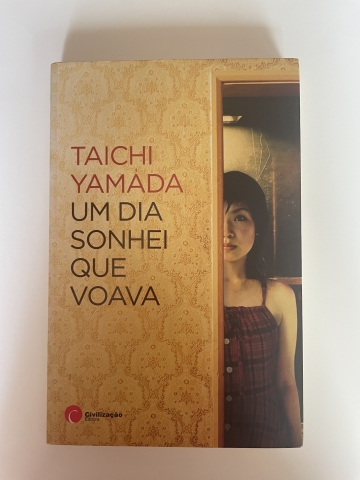 TAICHI
YAMADA
UM DIA
SONHEI
QUE
VOAVA
Civilização
Editora